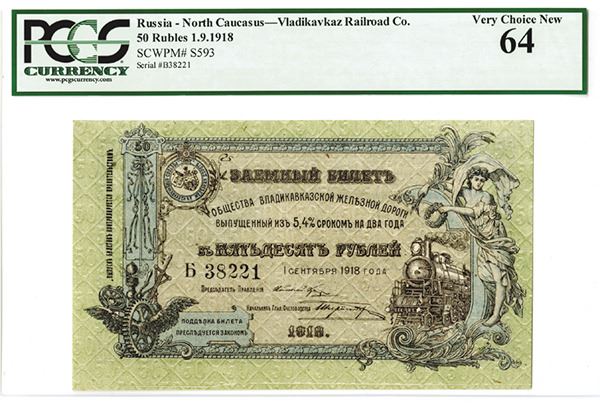 PCGS
CURRENCY
www.pcgscurrency.com
Russia - North Caucasus—Vladikavkaz Railroad Co.
50 Rubles 1.9.1918
SCWPM# S593
Serial #B38221
Very Choice New
64
50
ЗАЕМНЫЙ БИЛЕТЪ
ОБЩЕСТВА ВЛАДИКАВКАЗСКОЙ ЖЕЛѢЗНОЙ ДОРОГИ
ВЫПУЩЕННЫЙ ИЗЪ 5,4% СРОКОМЪ НА ДВА ГОДА
ВЪ ПЯТЬДЕСЯТЪ РУБЛЕЙ
Б 38221
1 СЕНТЯБРЯ 1918 ГОДА
Предсѣдатель Правленія
Начальникъ Глав. Счетоводства
ПОДДѢЛКА БИЛЕТА
ПРЕСЛѢДУЕТСЯ ЗАКОНОМЪ
1918.